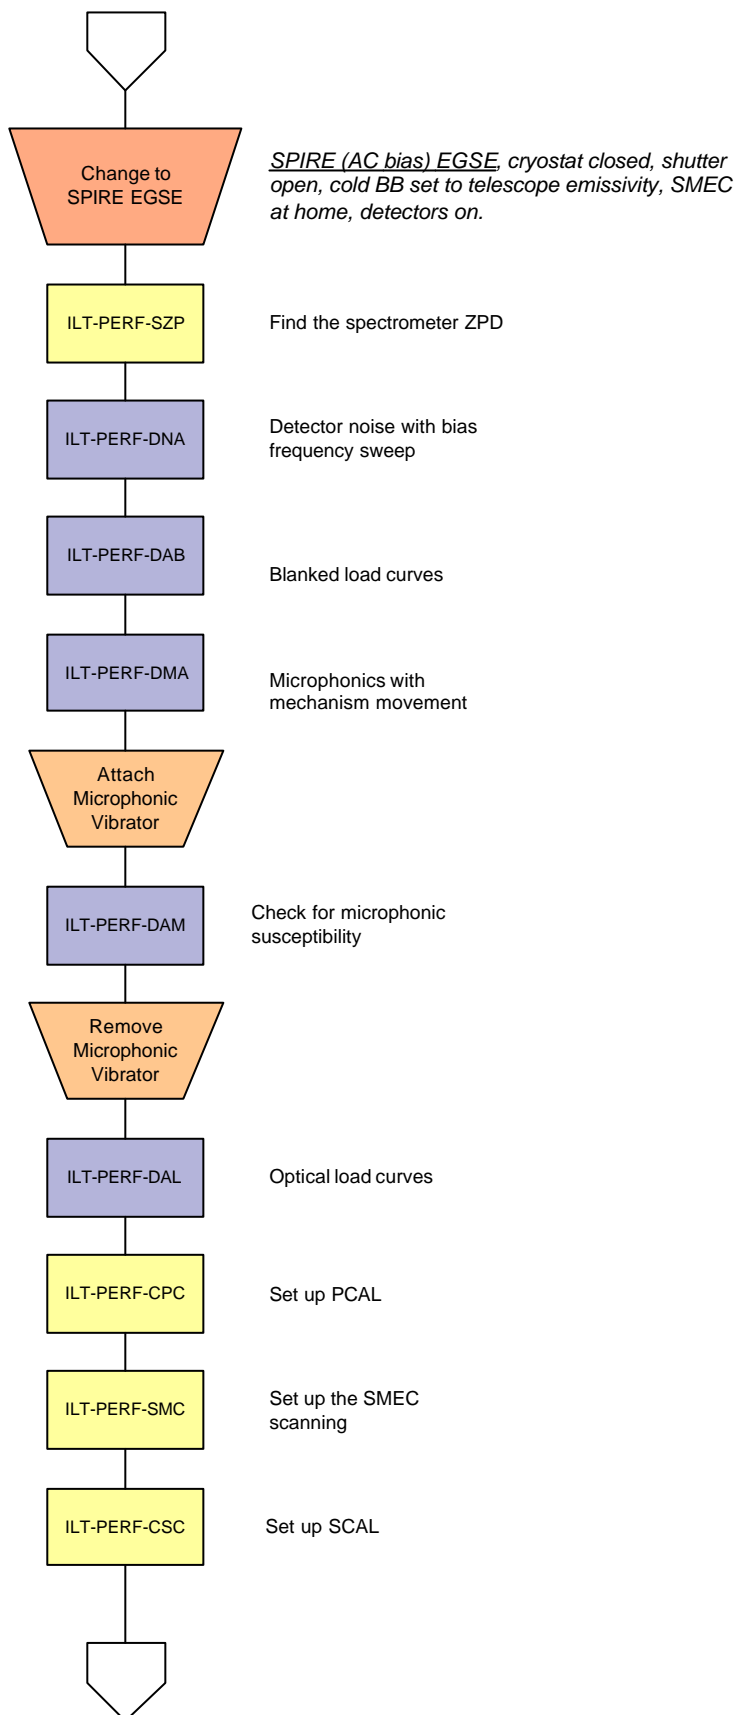 Change to
SPIRE EGSE
SPIRE (AC bias) EGSE, cryostat closed, shutter
open, cold BB set to telescope emissivity, SMEC
at home, detectors on.
ILT-PERF-SZP
Find the spectrometer ZPD
ILT-PERF-DNA
Detector noise with bias
frequency sweep
ILT-PERF-DAB
Blanked load curves
ILT-PERF-DMA
Microphonics with
mechanism movement
Attach
Microphonic
Vibrator
ILT-PERF-DAM
Check for microphonic
susceptibility
Remove
Microphonic
Vibrator
ILT-PERF-DAL
Optical load curves
ILT-PERF-CPC
Set up PCAL
ILT-PERF-SMC
Set up the SMEC
scanning
ILT-PERF-CSC
Set up SCAL